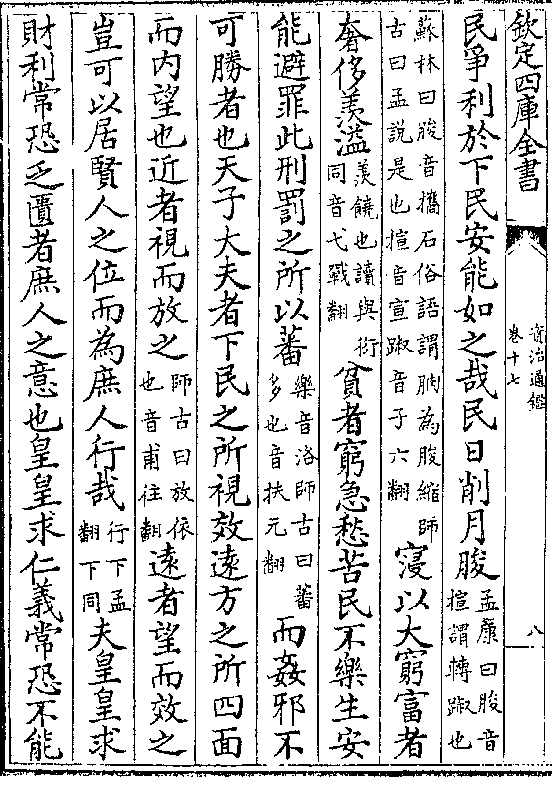 欽定四庫全書
資治通鑑
卷十七
八
民爭利於下民安能如之哉民日削月朘孟康曰朘音揎謂轉踧也
蘇林曰朘音攜石俗語謂朒為朘縮師古曰孟說是也揎音宣踧音子六翻寖以大窮富者
奢侈羨溢羨饒也讀與衍同音弋戰翻貧者窮急愁苦民不樂生安
能避罪此刑罰之所以蕃樂音洛師古曰蕃多也音扶元翻而姦邪不
可勝者也天子大夫者下民之所視效遠方之所四面
而內望也近者視而放之師古曰放依也音甫往翻遠者望而效之
豈可以居賢人之位而為庶人行哉行下孟翻下同夫皇皇求
財利常恐乏匱者庶人之意也皇皇求仁義常恐不能